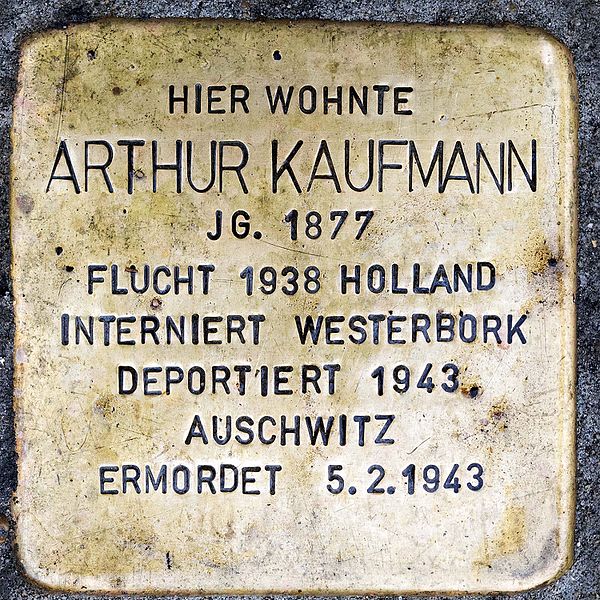 HIER WOHNTE
ARTHUR KAUFMANN
JG. 1877
FLUCHT 1938 HOLLAND
INTERNIERT WESTERBORK
DEPORTIERT 1943
AUSCHWITZ
ERMORDET 5.2.1943